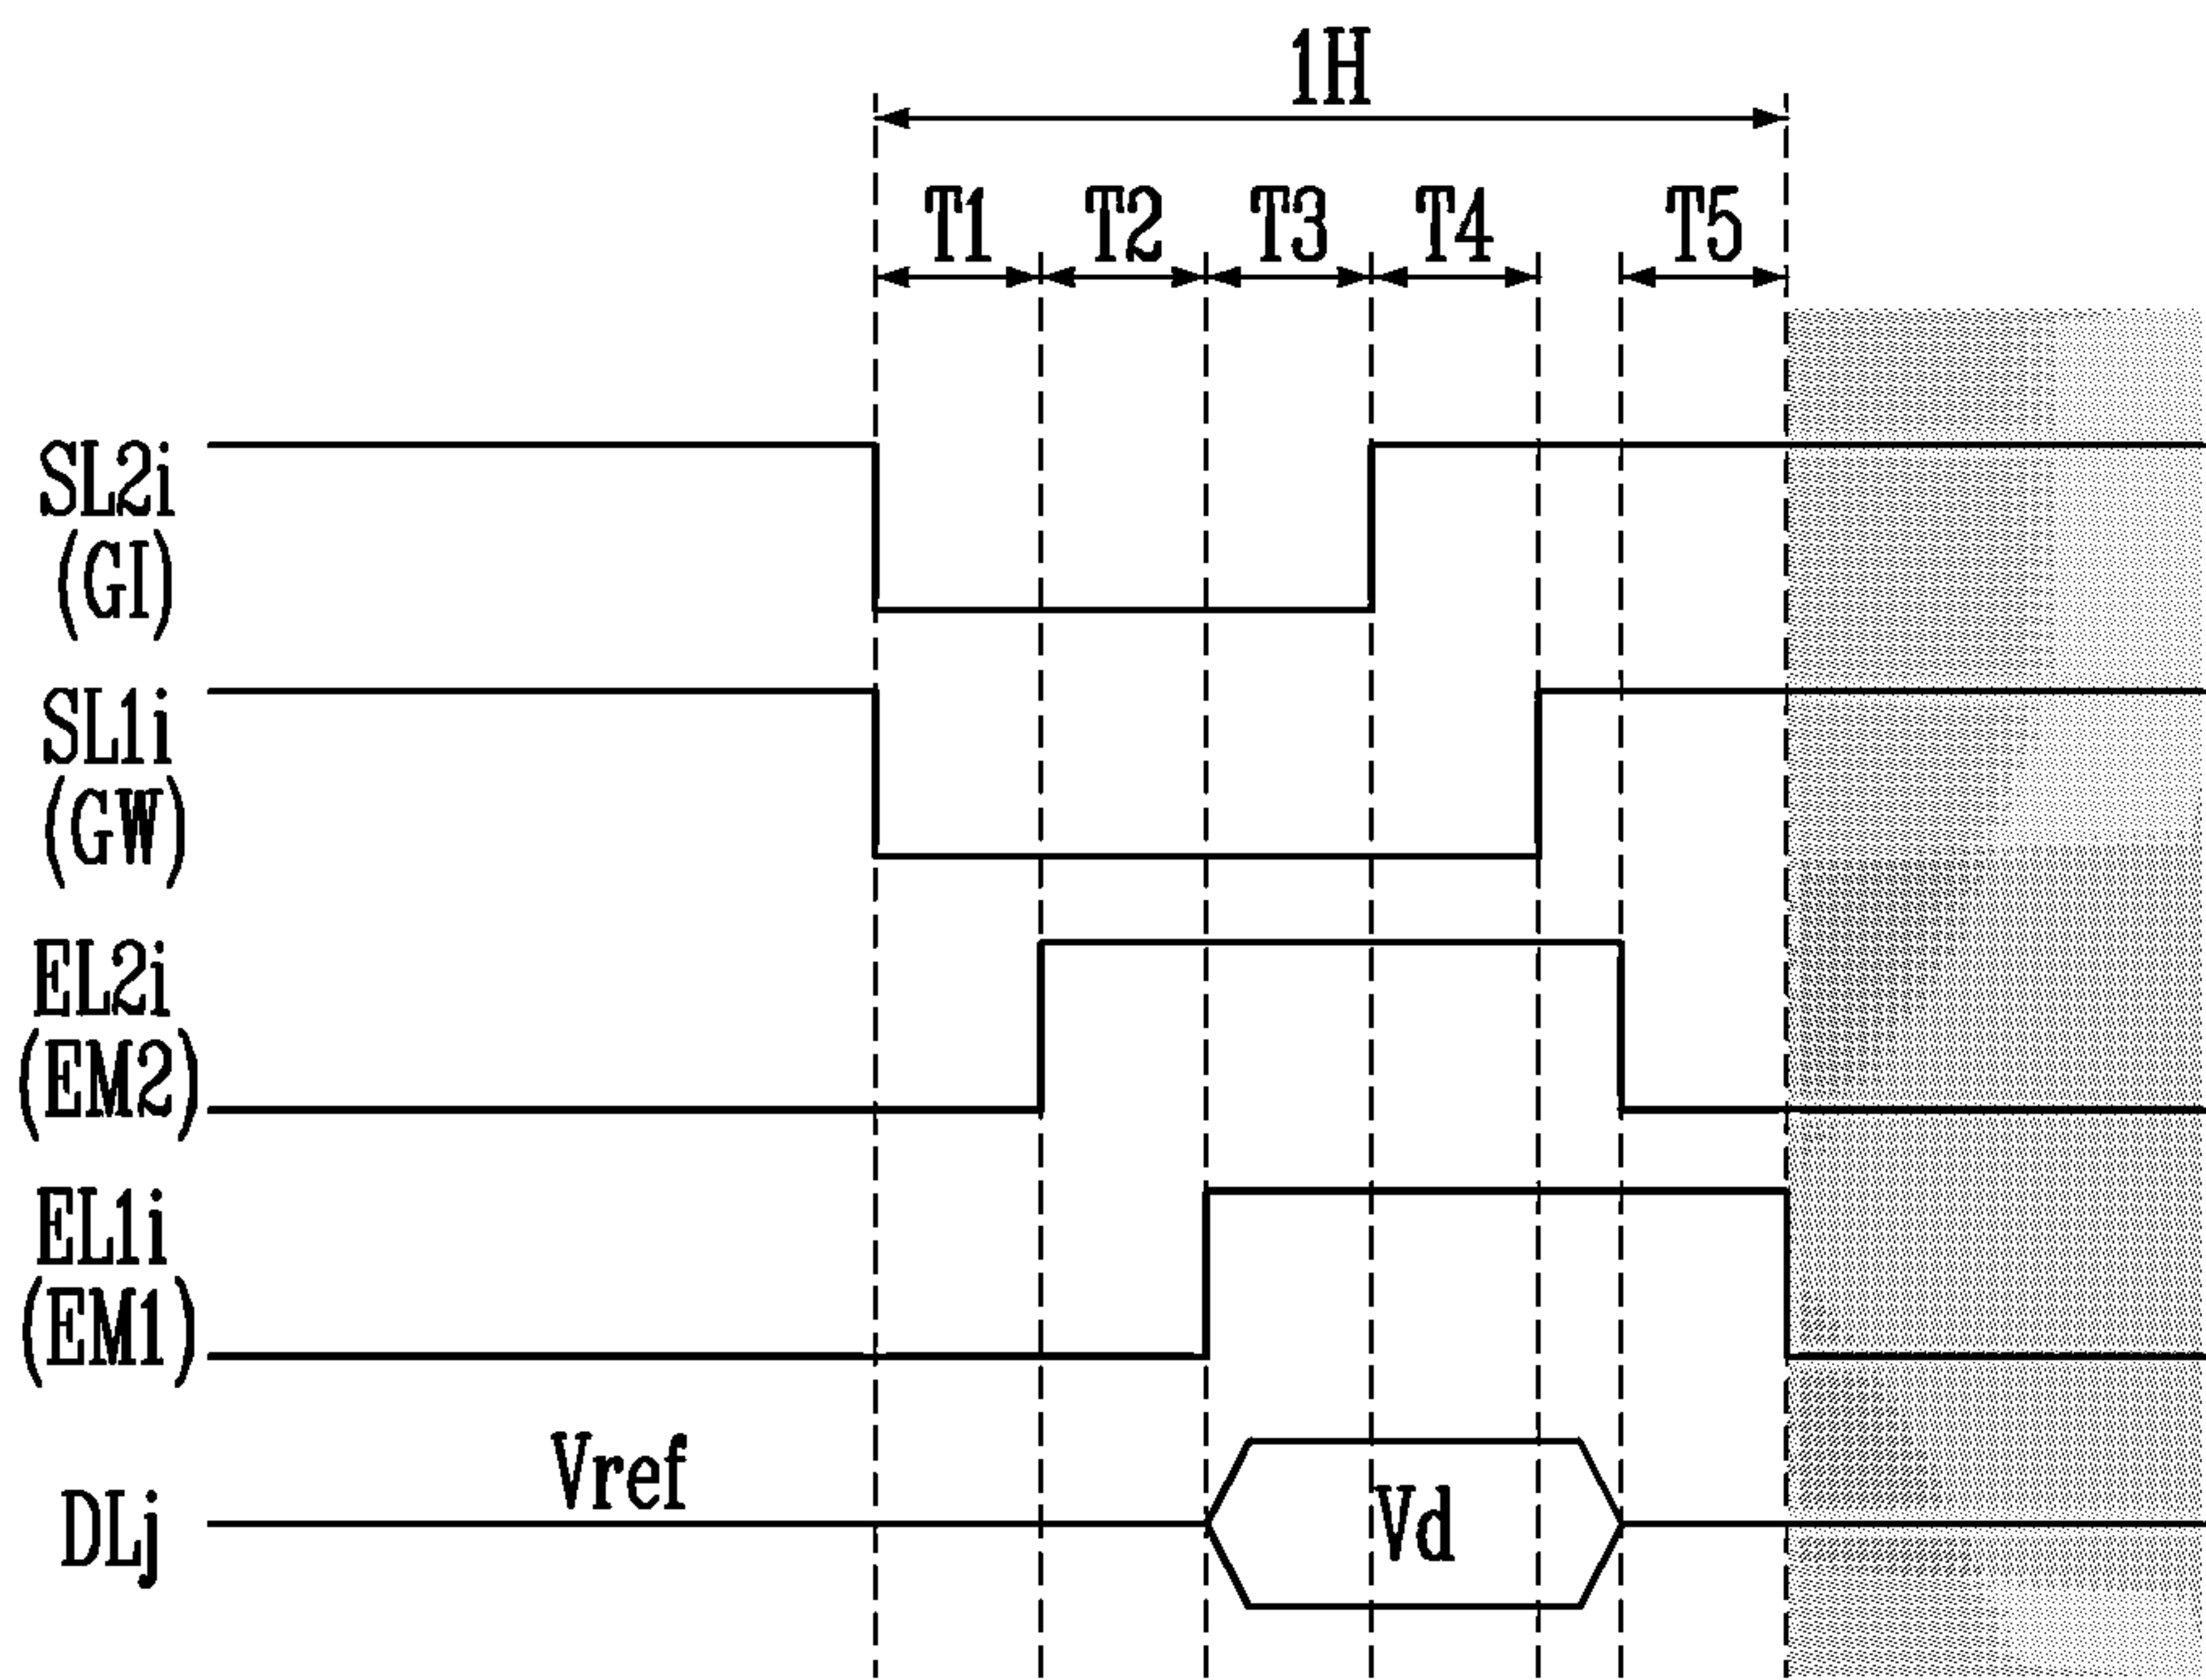 1H
T1 T2 T3 T4 T5
SL2i
(GI)
SL1i
(GW)
EL2i
(EM2)
EL1i
(EM1)
Vref
DLj
Vd